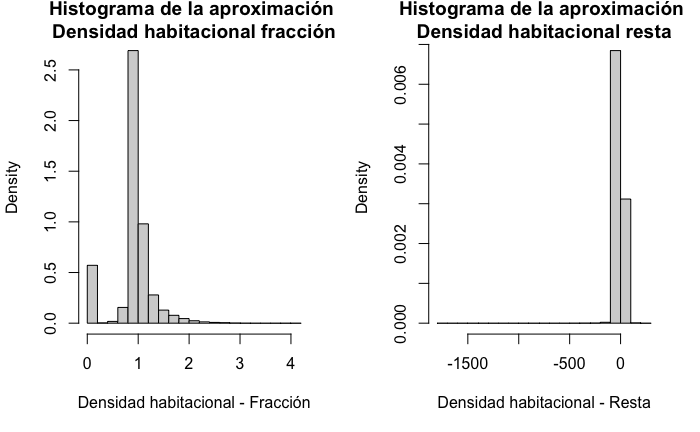 Histograma de la aproximación
Densidad habitacional fracción
Density
0.0 0.5 1.0 1.5 2.0 2.5
0 1 2 3 4
Densidad habitacional - Fracción
Histograma de la aproximación
Densidad habitacional resta
Density
0.000 0.002 0.004 0.006
-1500 -500 0
Densidad habitacional - Resta